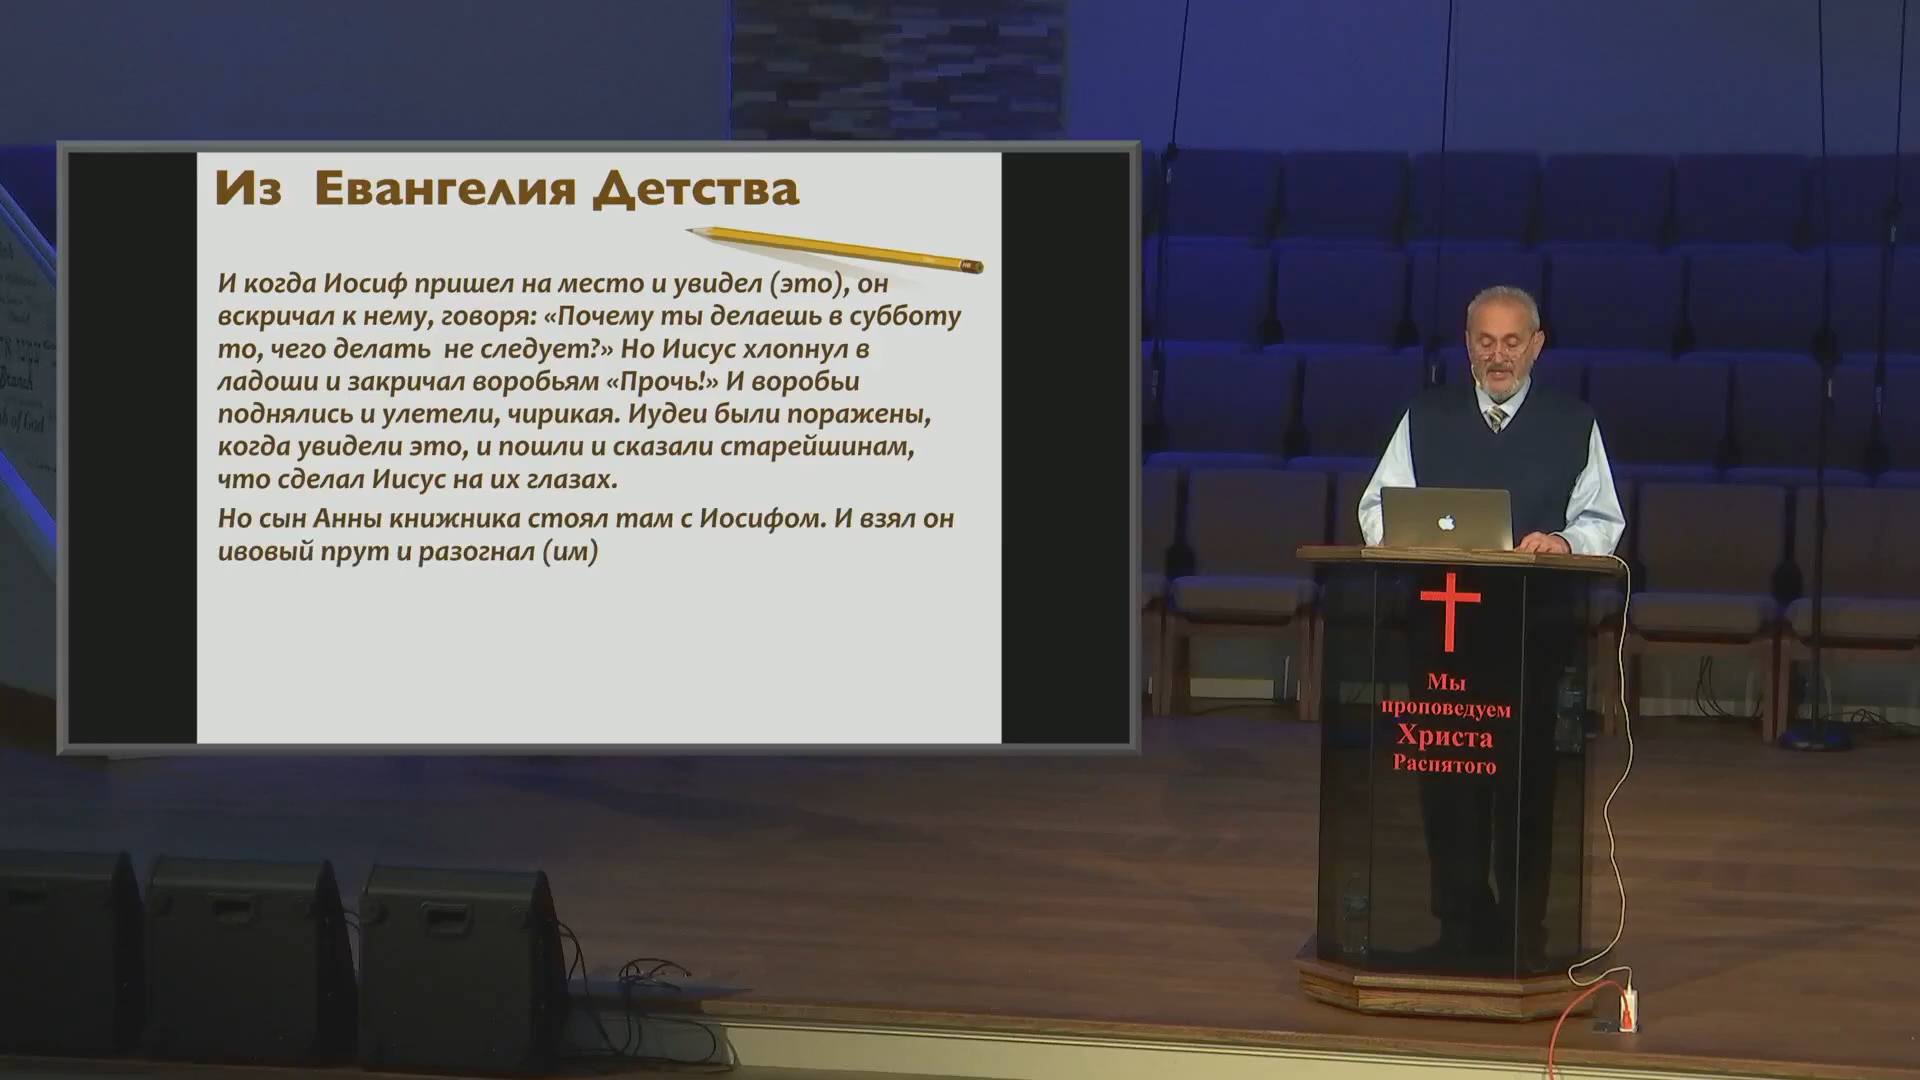 Из Евангелия Детства
И когда Иосиф пришел на место и увидел (это), он
вскричал к нему, говоря: «Почему ты делаешь в субботу
то, чего делать не следует?» Но Иисус хлопнул в
ладоши и закричал воробьям «Прочь!» И воробьи
поднялись и улетели, чирикая. Иудеи были поражены,
когда увидели это, и пошли и сказали старейшинам,
что сделал Иисус на их глазах.
Но сын Анны книжника стоял там с Иосифом. И взял он
ивовый прут и разогнал (им)
Мы
проповедуем
Христа
Распятого
Branch
of God